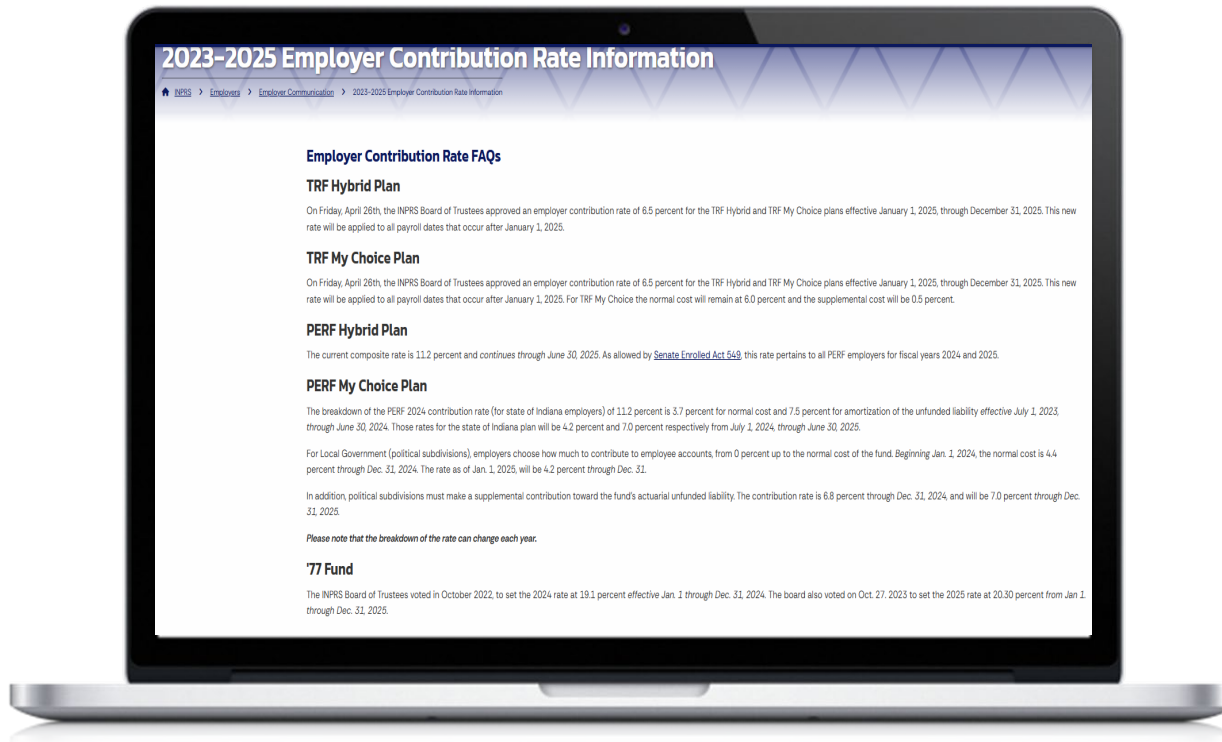 2023-2025 Employer Contribution Rate Information
INPRS > Employers > Employer Communication > 2023-2025 Employer Contribution Rate Information
Employer Contribution Rate FAQs
TRF Hybrid Plan
On Friday, April 26th, the INPRS Board of Trustees approved an employer contribution rate of 6.5 percent for the TRF Hybrid and TRF My Choice plans effective January 1, 2025, through December 31, 2025. This new
rate will be applied to all payroll dates that occur after January 1, 2025.
TRF My Choice Plan
On Friday, April 26th, the INPRS Board of Trustees approved an employer contribution rate of 6.5 percent for the TRF Hybrid and TRF My Choice plans effective January 1, 2025, through December 31, 2025. This new
rate will be applied to all payroll dates that occur after January 1, 2025. For TRF My Choice the normal cost will remain at 6.0 percent and the supplemental cost will be 0.5 percent.
PERF Hybrid Plan
The current composite rate is 11.2 percent and continues through June 30, 2025. As allowed by Senate Enrolled Act 549, this rate pertains to all PERF employers for fiscal years 2024 and 2025.
PERF My Choice Plan
The breakdown of the PERF 2024 contribution rate (for state of Indiana employers) of 11.2 percent is 3.7 percent for normal cost and 7.5 percent for amortization of the unfunded liability effective July 1, 2023,
through June 30, 2024. Those rates for the state of Indiana plan will be 4.2 percent and 7.0 percent respectively from July 1, 2024, through June 30, 2025.
For Local Government (political subdivisions), employers choose how much to contribute to employee accounts, from 0 percent up to the normal cost of the fund. Beginning Jan. 1, 2024, the normal cost is 4.4
percent through Dec. 31, 2024. The rate as of Jan. 1, 2025, will be 4.2 percent through Dec. 31.
In addition, political subdivisions must make a supplemental contribution toward the fund's actuarial unfunded liability. The contribution rate is 6.8 percent through Dec. 31, 2024, and will be 7.0 percent through Dec.
31, 2025.
Please note that the breakdown of the rate can change each year.
'77 Fund
The INPRS Board of Trustees voted in October 2022, to set the 2024 rate at 19.1 percent effective Jan. 1 through Dec. 31, 2024. The board also voted on Oct. 27. 2023 to set the 2025 rate at 20.30 percent from Jan 1.
through Dec. 31, 2025.